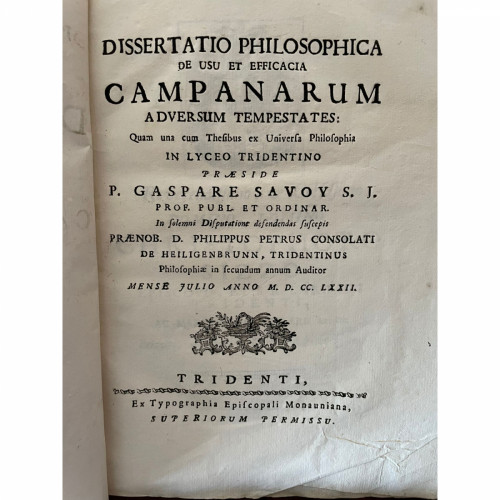 DISSERTATIO PHILOSOPHICA
DE USU ET EFFICACIA
CAMPANARUM
ADVERSUM TEMPESTATES:
Quam una cum Theſibus ex Univerſa Philoſophia
IN LYCEO TRIDENTINO
PRÆSIDE
P. GASPARE SAVOY S. J.
PROF. PUBL. ET ORDINAR.
In ſolemni Diſputatione defendendas ſuſcepit
PRÆNOB. D. PHILIPPUS PETRUS CONSOLATI
DE HEILIGENBRUNN, TRIDENTINUS
Philoſophiæ in ſecundum annum Auditor
MENSE JULIO ANNO M. D. CC. LXXII.
TRIDENTI,
Ex Typographia Epiſcopali Monauniana,
SUPERIORUM PERMISSU.